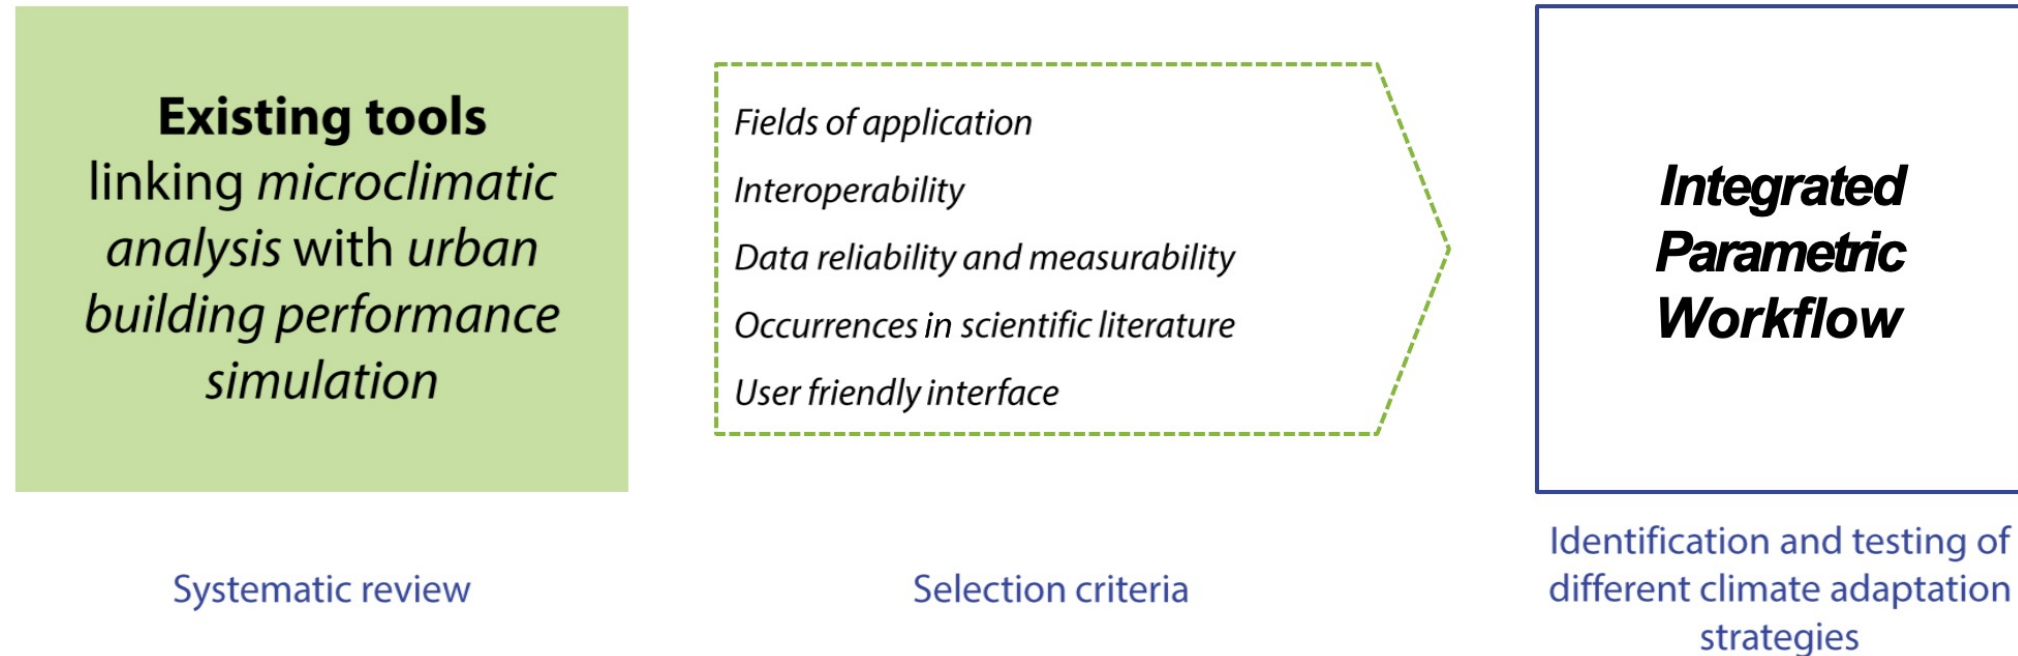 Existing tools
linking microclimatic
analysis with urban
building performance
simulation
Systematic review
Fields of application
Interoperability
Data reliability and measurability
Occurrences in scientific literature
User friendly interface
Selection criteria
Integrated
Parametric
Workflow
Identification and testing of
different climate adaptation
strategies